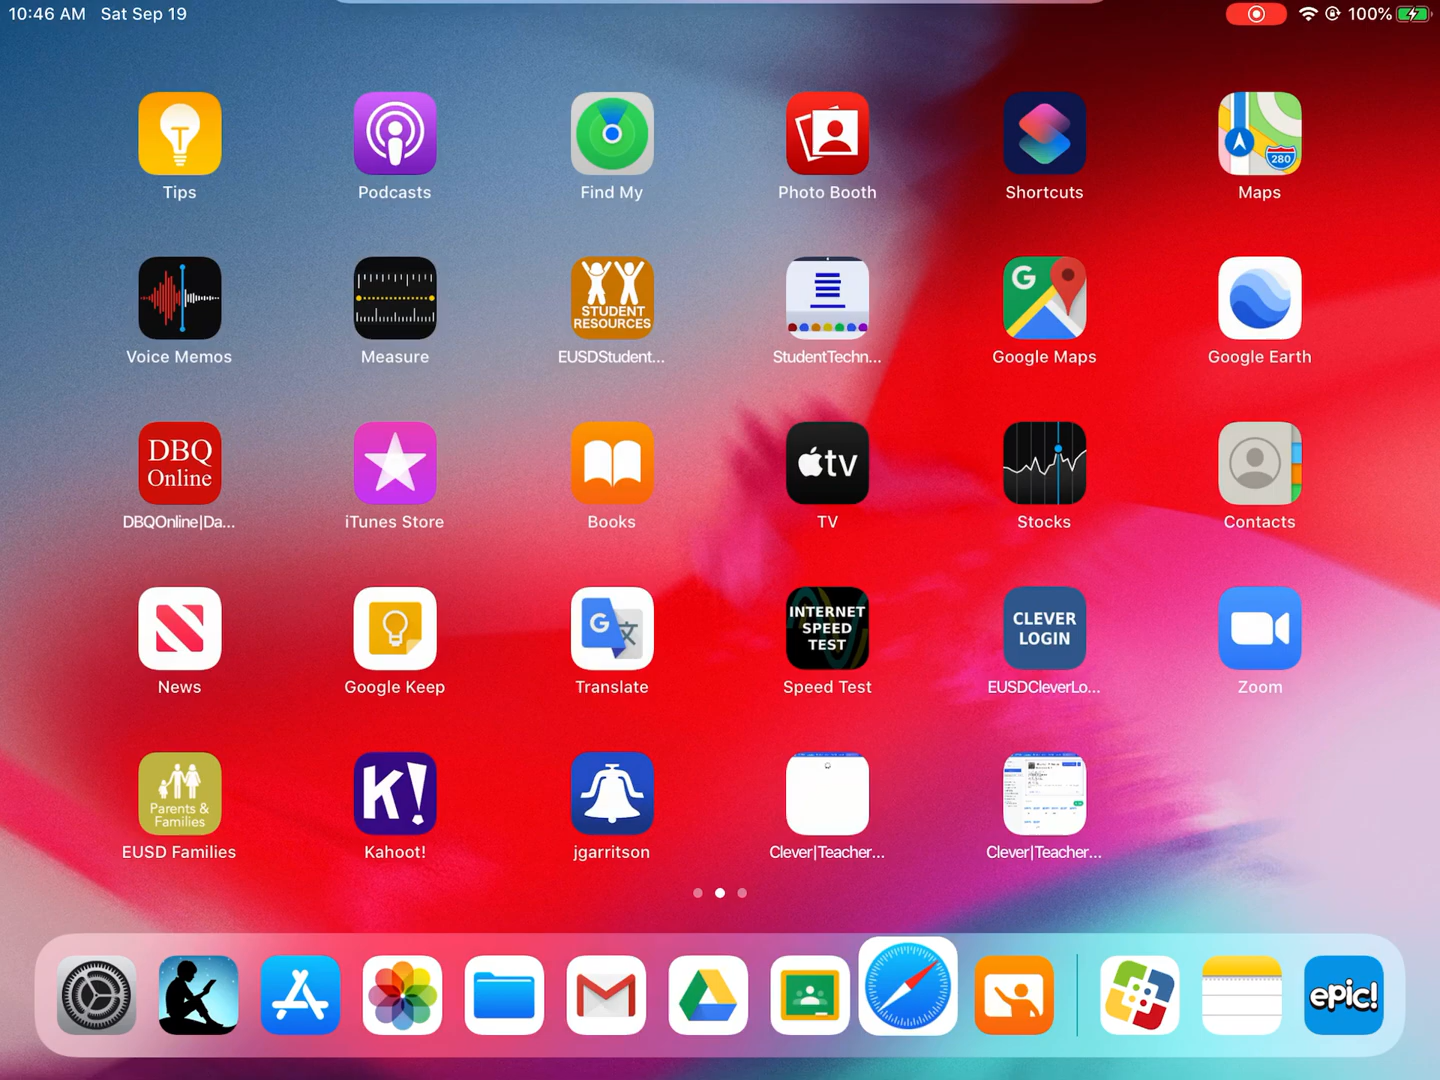 10:46 AM Sat Sep 19
100%
Tips
Podcasts
Find My
Photo Booth
Shortcuts
280
Maps
Voice Memos
Measure
STUDENT
RESOURCES
EUSDStudent...
StudentTechn...
G
Google Maps
Google Earth
DBQ
Online
DBQOnline|Da...
iTunes Store
Books
tv
TV
Stocks
Contacts
News
Google Keep
G 文
Translate
INTERNET
SPEED
TEST
Speed Test
CLEVER
LOGIN
EUSDCleverLo...
Zoom
Parents &
Families
EUSD Families
K!
Kahoot!
jgarritson
Clever|Teacher...
Clever|Teacher...
epic!